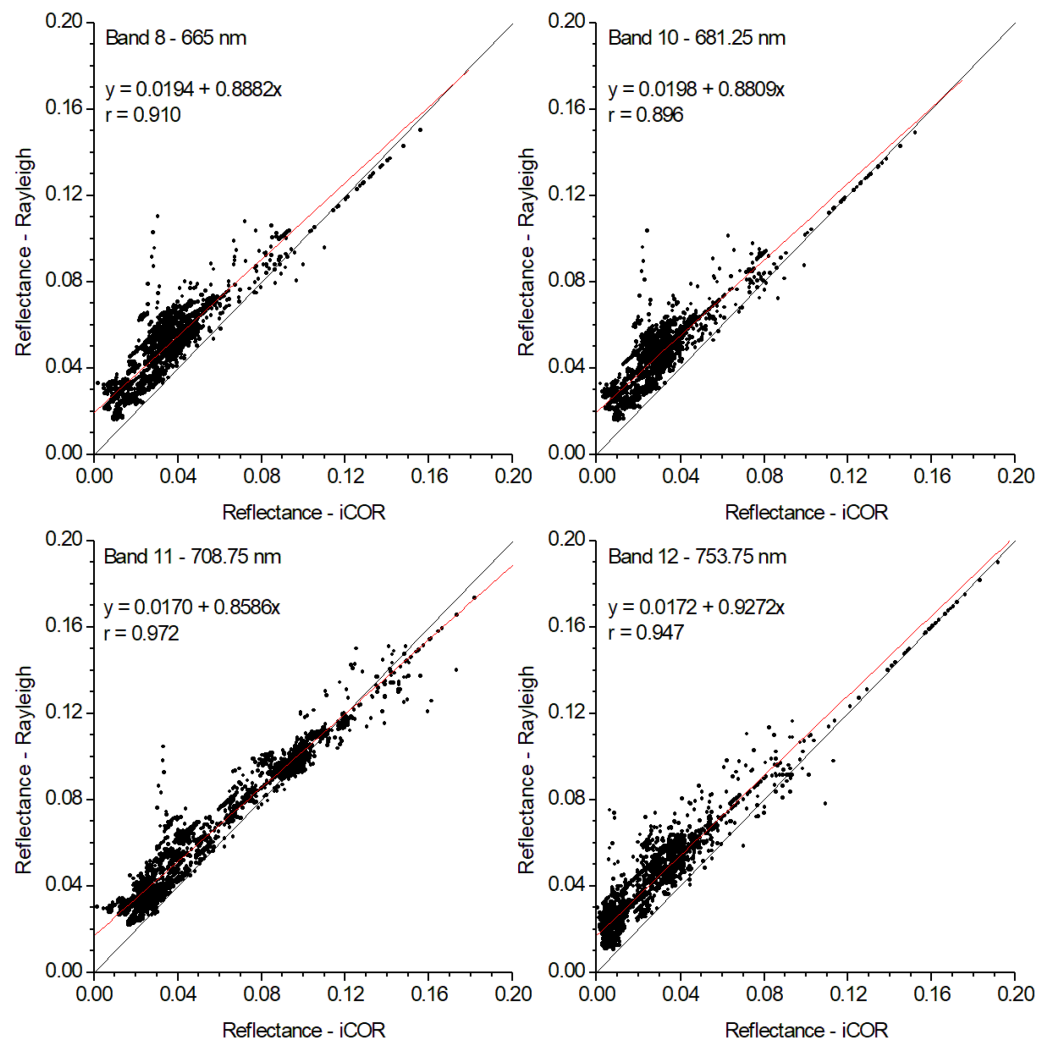 Band 8 - 665 nm
y = 0.0194 + 0.8882x
r = 0.910
Reflectance - Rayleigh
0.20
0.16
0.12
0.08
0.04
0.00
0.00 0.04 0.08 0.12 0.16 0.20
Reflectance - iCOR
Band 10 - 681.25 nm
y = 0.0198 + 0.8809x
r = 0.896
Reflectance - Rayleigh
0.20
0.16
0.12
0.08
0.04
0.00
0.00 0.04 0.08 0.12 0.16 0.20
Reflectance - iCOR
Band 11 - 708.75 nm
y = 0.0170 + 0.8586x
r = 0.972
Reflectance - Rayleigh
0.20
0.16
0.12
0.08
0.04
0.00
0.00 0.04 0.08 0.12 0.16 0.20
Reflectance - iCOR
Band 12 - 753.75 nm
y = 0.0172 + 0.9272x
r = 0.947
Reflectance - Rayleigh
0.20
0.16
0.12
0.08
0.04
0.00
0.00 0.04 0.08 0.12 0.16 0.20
Reflectance - iCOR